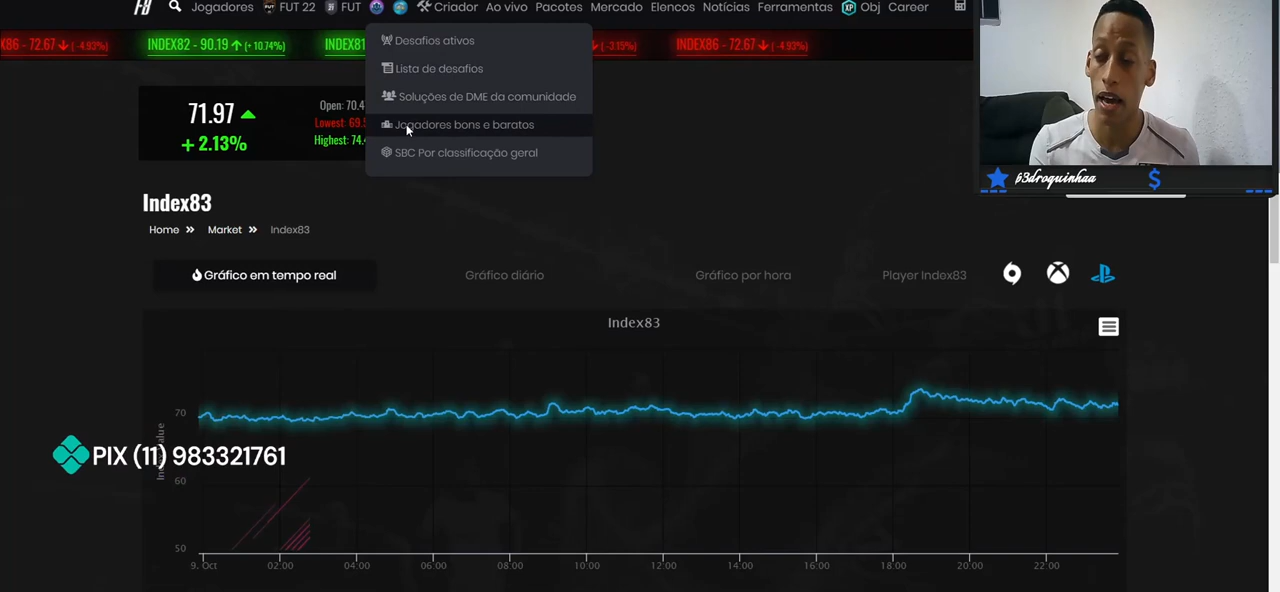 Jogadores FUT 22 FUT Criador Ao vivo Pacotes Mercado Elencos Notícias Ferramentas XP Obj Career
INDEX82 - 90.19 (+ 10.74%) INDEX81 (-3.15%) INDEX86 - 72.67 (-4.93%)
Desafios ativos
Lista de desafios
Soluções de DME da comunidade
Jogadores bons e baratos
SBC Por classificação geral
71.97
+ 2.13%
Open: 70.4
Lowest: 69.
Highest: 74.
b3droquinhaa $
Index83
Home » Market » Index83
Gráfico em tempo real Gráfico diário Gráfico por hora Player Index83
Index83
70
60
50
PIX (11) 983321761
9. Oct 02:00 04:00 06:00 08:00 10:00 12:00 14:00 16:00 18:00 20:00 22:00